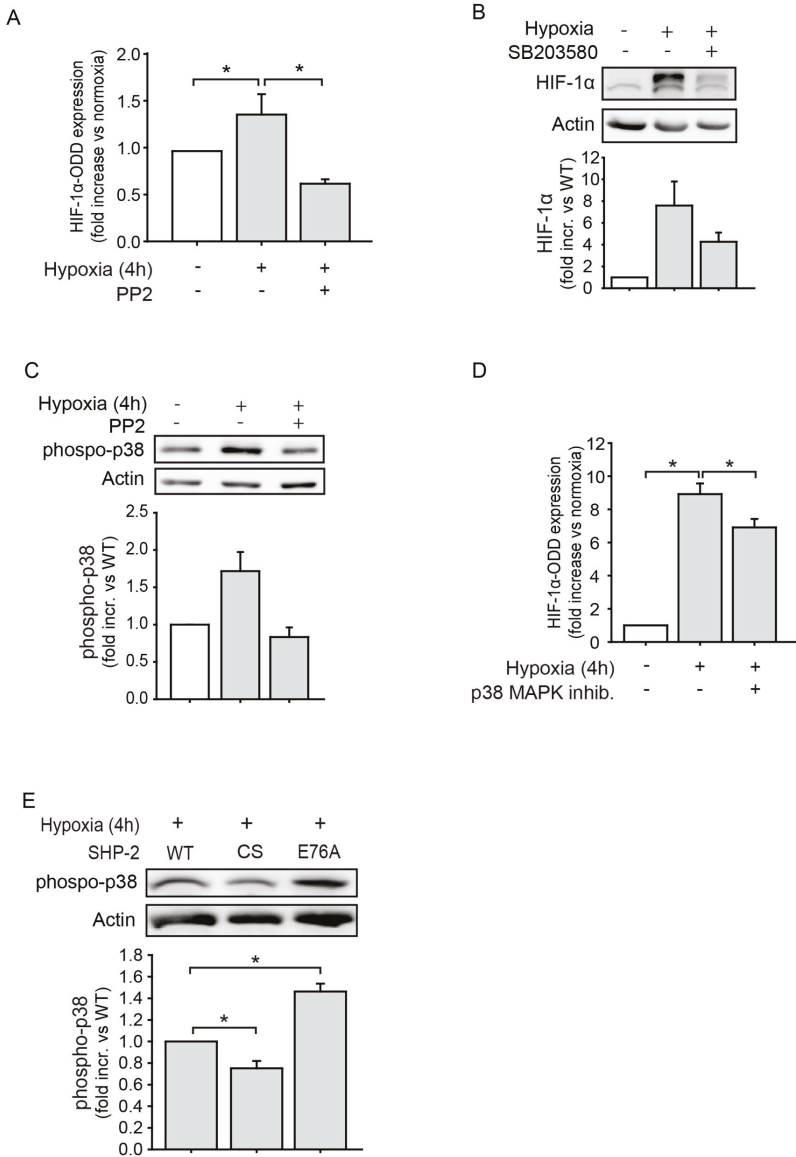 A
HIF-1α-ODD expression
(fold increase vs normoxia)
2.0
1.5
1.0
0.5
0.0
* *
Hypoxia (4h) - + +
PP2 - - +
B
Hypoxia - + +
SB203580 - - +
HIF-1α
Actin
HIF-1α
(fold incr. vs WT)
12
10
8
6
4
2
0
C
Hypoxia (4h) - + +
PP2 - - +
phospo-p38
Actin
phospho-p38
(fold incr. vs WT)
2.5
2.0
1.5
1.0
0.5
0.0
D
HIF-1α-ODD expression
(fold increase vs normoxia)
12
10
8
6
4
2
0
* *
Hypoxia (4h) - + +
p38 MAPK inhib. - - +
E
Hypoxia (4h) + + +
SHP-2 WT CS E76A
phospo-p38
Actin
phospho-p38
(fold incr. vs WT)
1.8
1.6
1.4
1.2
1.0
0.8
0.6
0.4
0.2
0.0
*
*